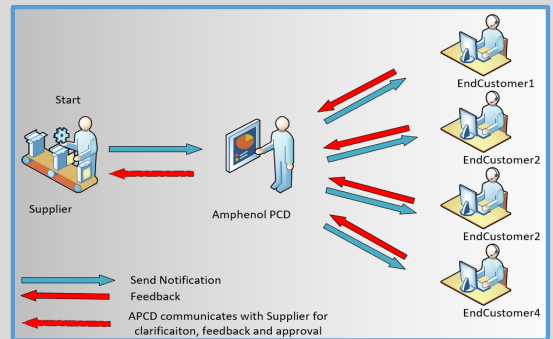 EndCustomer1
Start
EndCustomer2
Supplier
Amphenol PCD
EndCustomer2
Send Notification
Feedback
EndCustomer4
APCD communicates with Supplier for
clarificaiton, feedback and approval